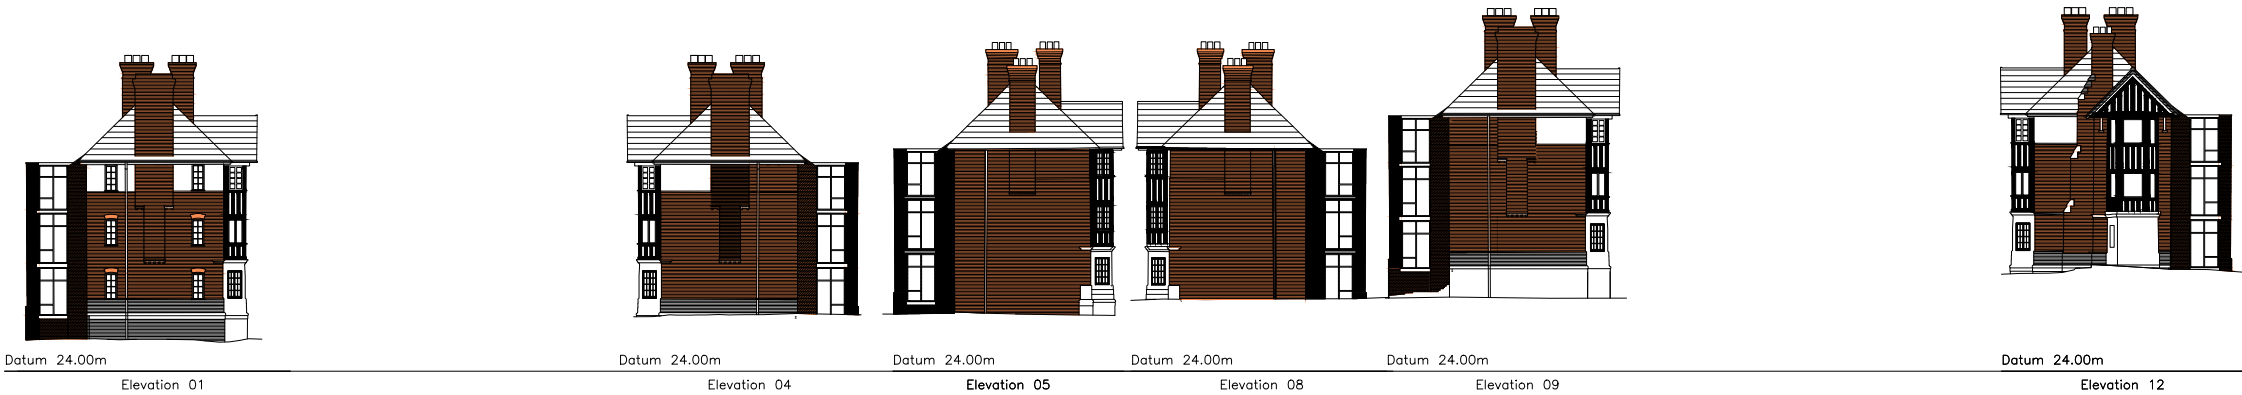 Datum 24.00m
Datum 24.00m
Datum 24.00m
Datum 24.00m
Datum 24.00m
Datum 24.00m
Elevation 01
Elevation 04
Elevation 05
Elevation 08
Elevation 09
Elevation 12